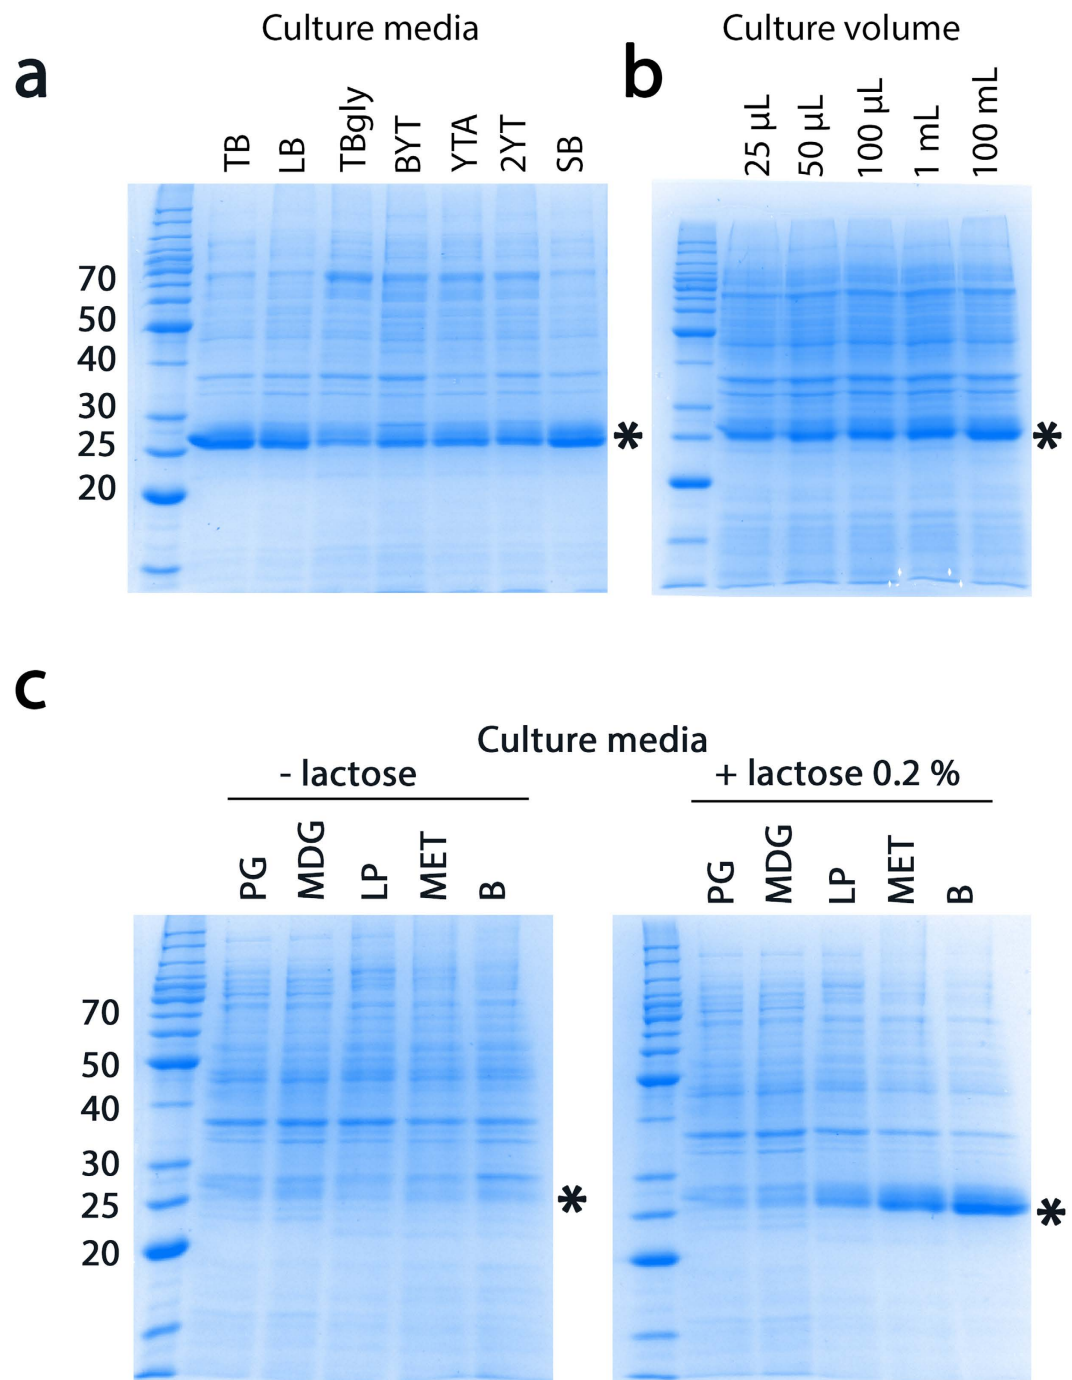 Culture media
a
TB LB TBgly BYT YTA 2YT SB
70
50
40
30
25
20
*
Culture volume
b
25 µL 50 µL 100 µL 1 mL 100 mL
*
c
Culture media
- lactose
PG MDG LP MET B
70
50
40
30
25
20
*
+ lactose 0.2 %
PG MDG LP MET B
*